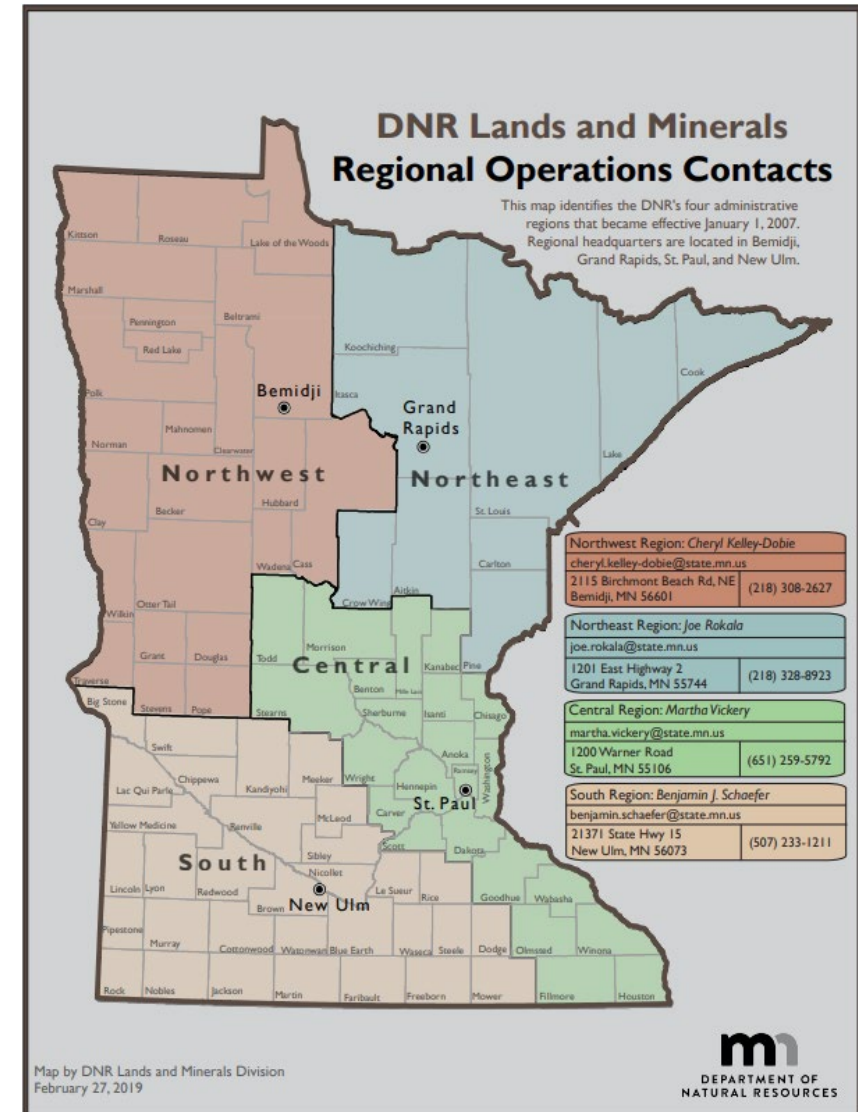 DNR Lands and Minerals
Regional Operations Contacts
This map identifies the DNR's four administrative
regions that became effective January 1, 2007.
Regional headquarters are located in Bemidji,
Grand Rapids, St. Paul, and New Ulm.
Kittson
Roseau
Lake of the Woods
Marshall
Beltrami
Pennington
Red Lake
Koochiching
Cook
Polk
Bemidji
Itasca
Grand
Rapids
Mahnomen
Norman
Clearwater
Lake
Northwest
Northeast
Hubbard
Becker
St. Louis
Clay
Wadena
Cass
Carlton
Aitkin
Otter Tail
Crow Wing
Wilkin
Morrison
Grant
Douglas
Todd
Central
Kanabec
Pine
Traverse
Benton
Mille Lacs
Big Stone
Stevens
Pope
Stearns
Sherburne
Isanti
Chisago
Swift
Anoka
Washington
Chippewa
Meeker
Wright
Ramsey
Lac Qui Parle
Kandiyohi
Hennepin
St. Paul
McLeod
Carver
Yellow Medicine
Renville
Scott
Dakota
Sibley
South
Nicollet
Lincoln
Lyon
Redwood
Le Sueur
Rice
Goodhue
Wabasha
Brown
New Ulm
Pipestone
Murray
Cottonwood
Watonwan
Blue Earth
Waseca
Steele
Dodge
Olmsted
Winona
Rock
Nobles
Jackson
Martin
Faribault
Freeborn
Mower
Fillmore
Houston
Northwest Region: Cheryl Kelley-Dobie
cheryl.kelley-dobie@state.mn.us
2115 Birchmont Beach Rd, NE
Bemidji, MN 56601
(218) 308-2627
Northeast Region: Joe Rokala
joe.rokala@state.mn.us
1201 East Highway 2
Grand Rapids, MN 55744
(218) 328-8923
Central Region: Martha Vickery
martha.vickery@state.mn.us
1200 Warner Road
St. Paul, MN 55106
(651) 259-5792
South Region: Benjamin J. Schaefer
benjamin.schaefer@state.mn.us
21371 State Hwy 15
New Ulm, MN 56073
(507) 233-1211
Map by DNR Lands and Minerals Division
February 27, 2019
mn
DEPARTMENT OF
NATURAL RESOURCES